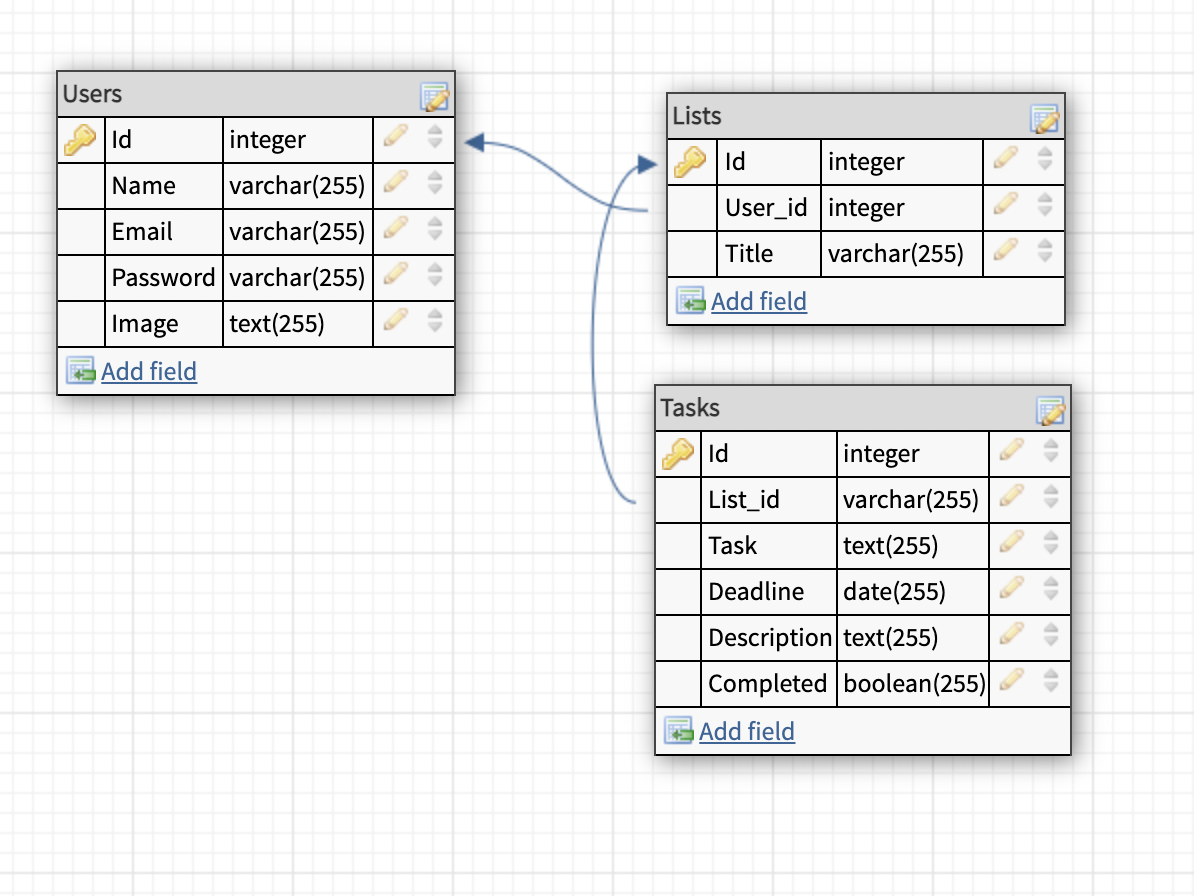 Users
Id integer
Name varchar(255)
Email varchar(255)
Password varchar(255)
Image text(255)
Add field
Lists
Id integer
User_id integer
Title varchar(255)
Add field
Tasks
Id integer
List_id varchar(255)
Task text(255)
Deadline date(255)
Description text(255)
Completed boolean(255)
Add field